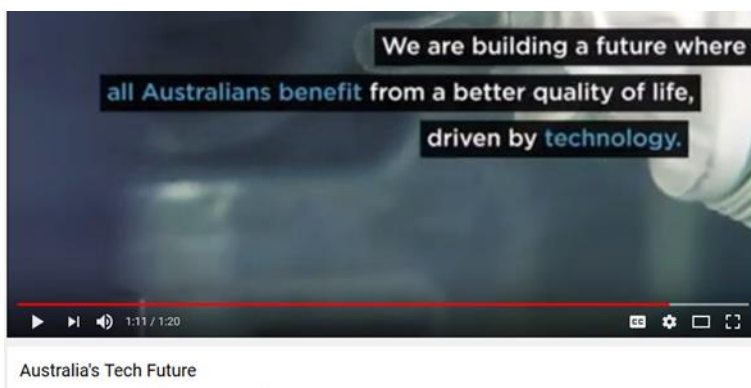 We are building a future where
all Australians benefit from a better quality of life,
driven by technology.
1:11 / 1:20
CC
Australia's Tech Future